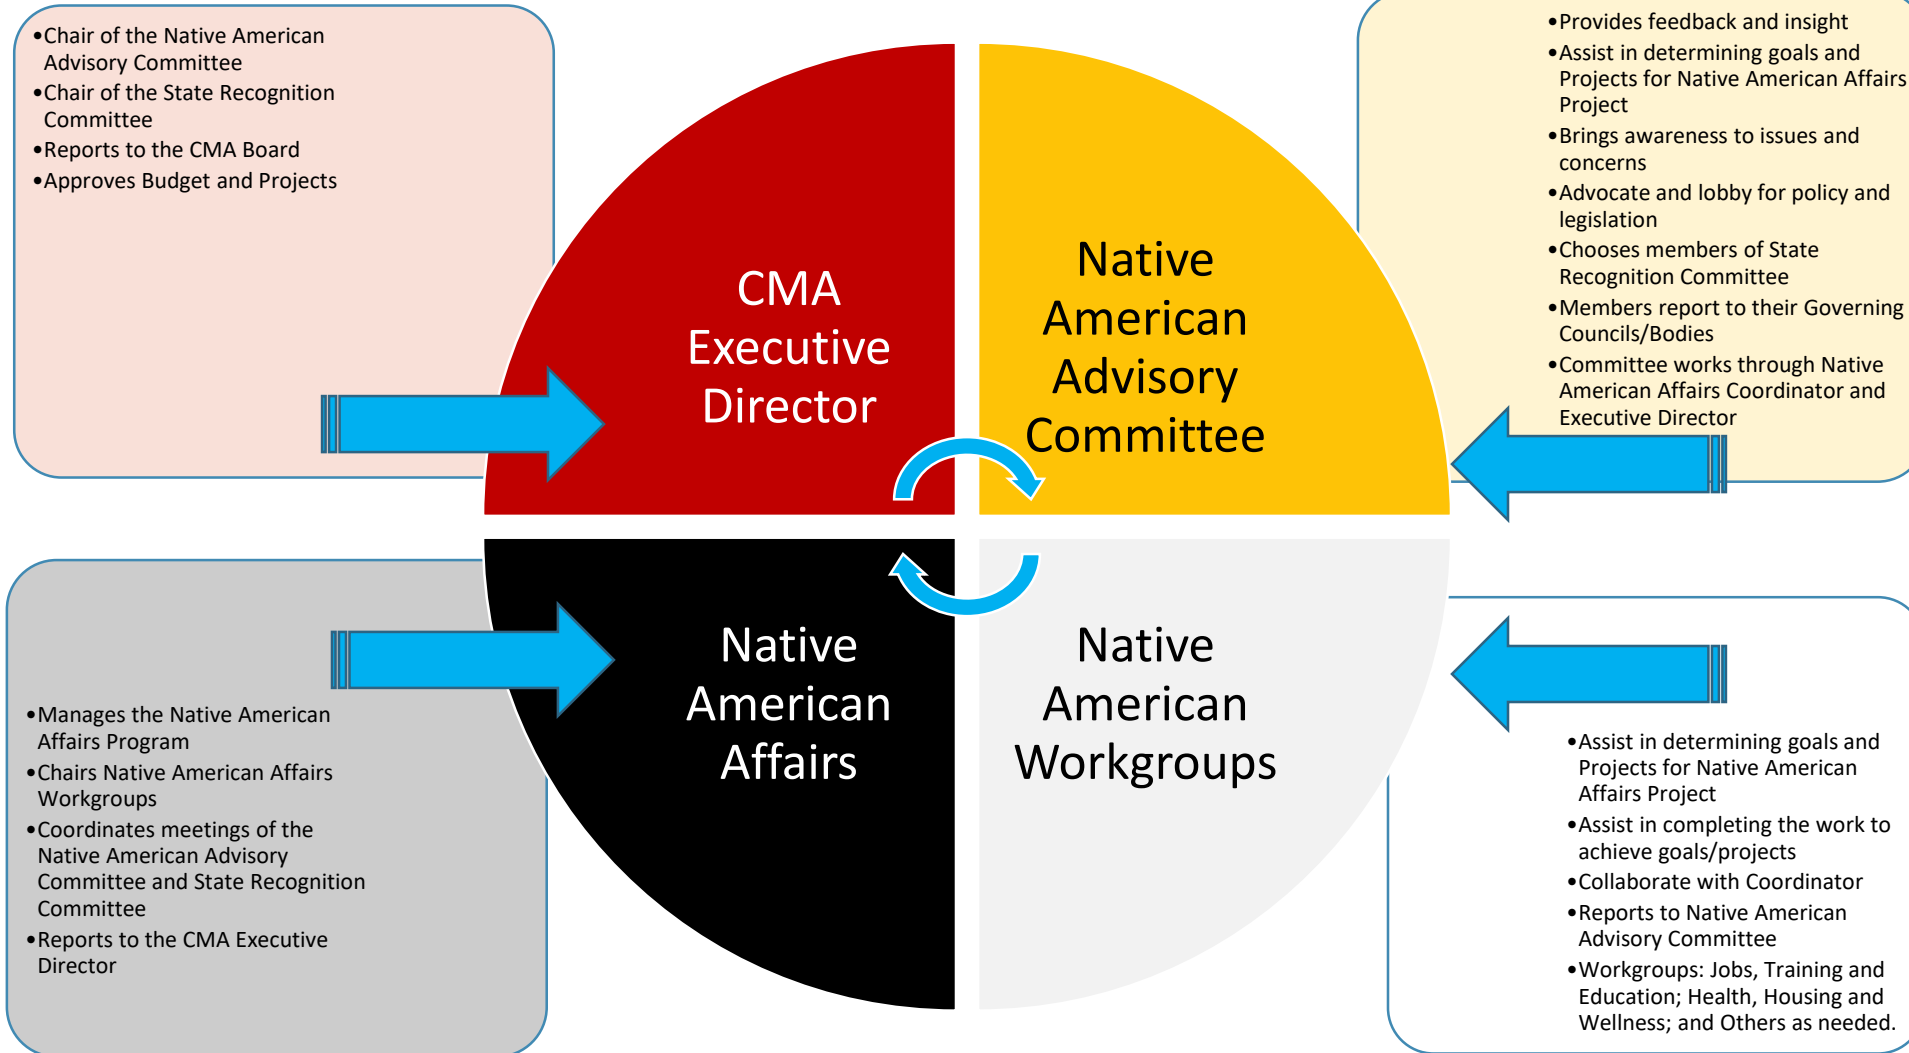 •Chair of the Native American
Advisory Committee
•Chair of the State Recognition
Committee
•Reports to the CMA Board
•Approves Budget and Projects
CMA
Executive
Director
Native
American
Advisory
Committee
•Provides feedback and insight
•Assist in determining goals and
Projects for Native American Affairs
Project
•Brings awareness to issues and
concerns
•Advocate and lobby for policy and
legislation
•Chooses members of State
Recognition Committee
•Members report to their Governing
Councils/Bodies
•Committee works through Native
American Affairs Coordinator and
Executive Director
•Manages the Native American
Affairs Program
•Chairs Native American Affairs
Workgroups
•Coordinates meetings of the
Native American Advisory
Committee and State Recognition
Committee
•Reports to the CMA Executive
Director
Native
American
Affairs
Native
American
Workgroups
•Assist in determining goals and
Projects for Native American
Affairs Project
•Assist in completing the work to
achieve goals/projects
•Collaborate with Coordinator
•Reports to Native American
Advisory Committee
•Workgroups: Jobs, Training and
Education; Health, Housing and
Wellness; and Others as needed.